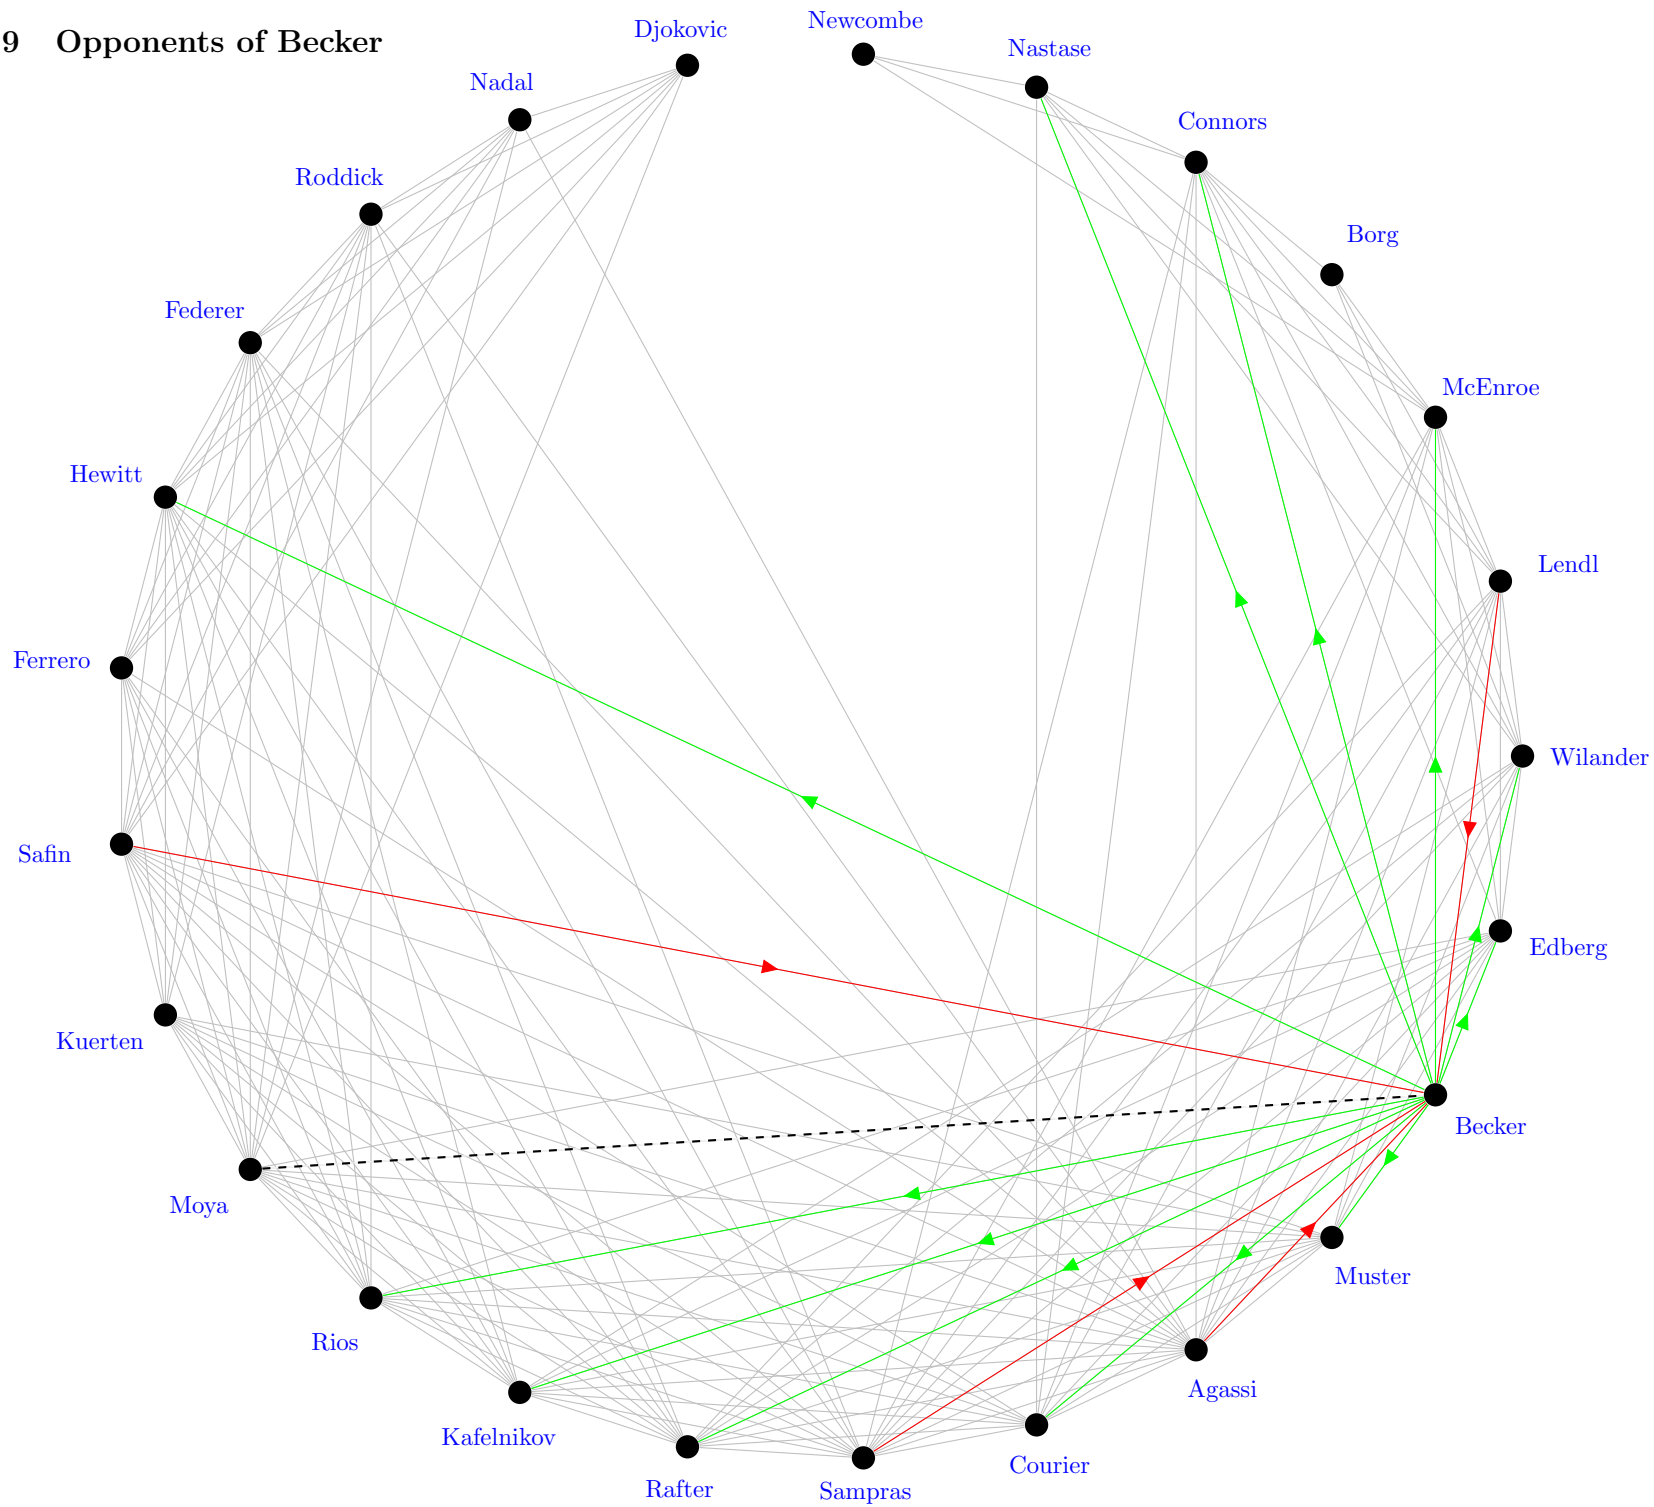 9 Opponents of Becker
Newcombe
Djokovic
Nastase
Nadal
Connors
Roddick
Borg
Federer
McEnroe
Hewitt
Lendl
Ferrero
Wilander
Safin
Edberg
Kuerten
Becker
Moya
Muster
Rios
Agassi
Kafelnikov
Courier
Rafter
Sampras